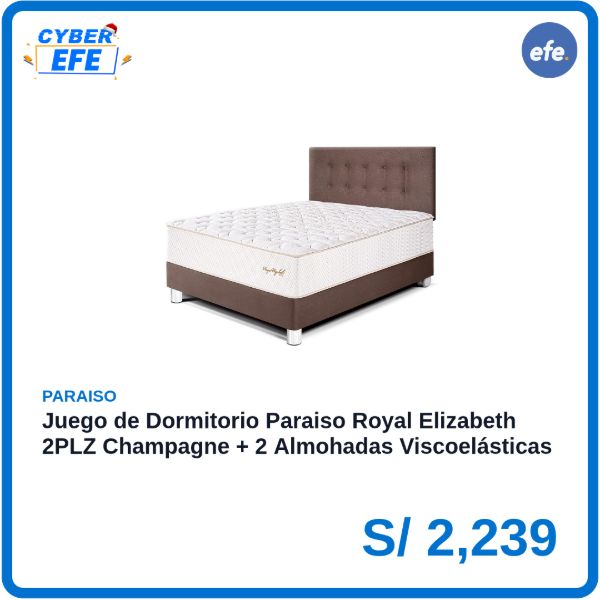 CYBER
EFE
efe.
PARAISO
Juego de Dormitorio Paraiso Royal Elizabeth
2PLZ Champagne + 2 Almohadas Viscoelásticas
S/ 2,239